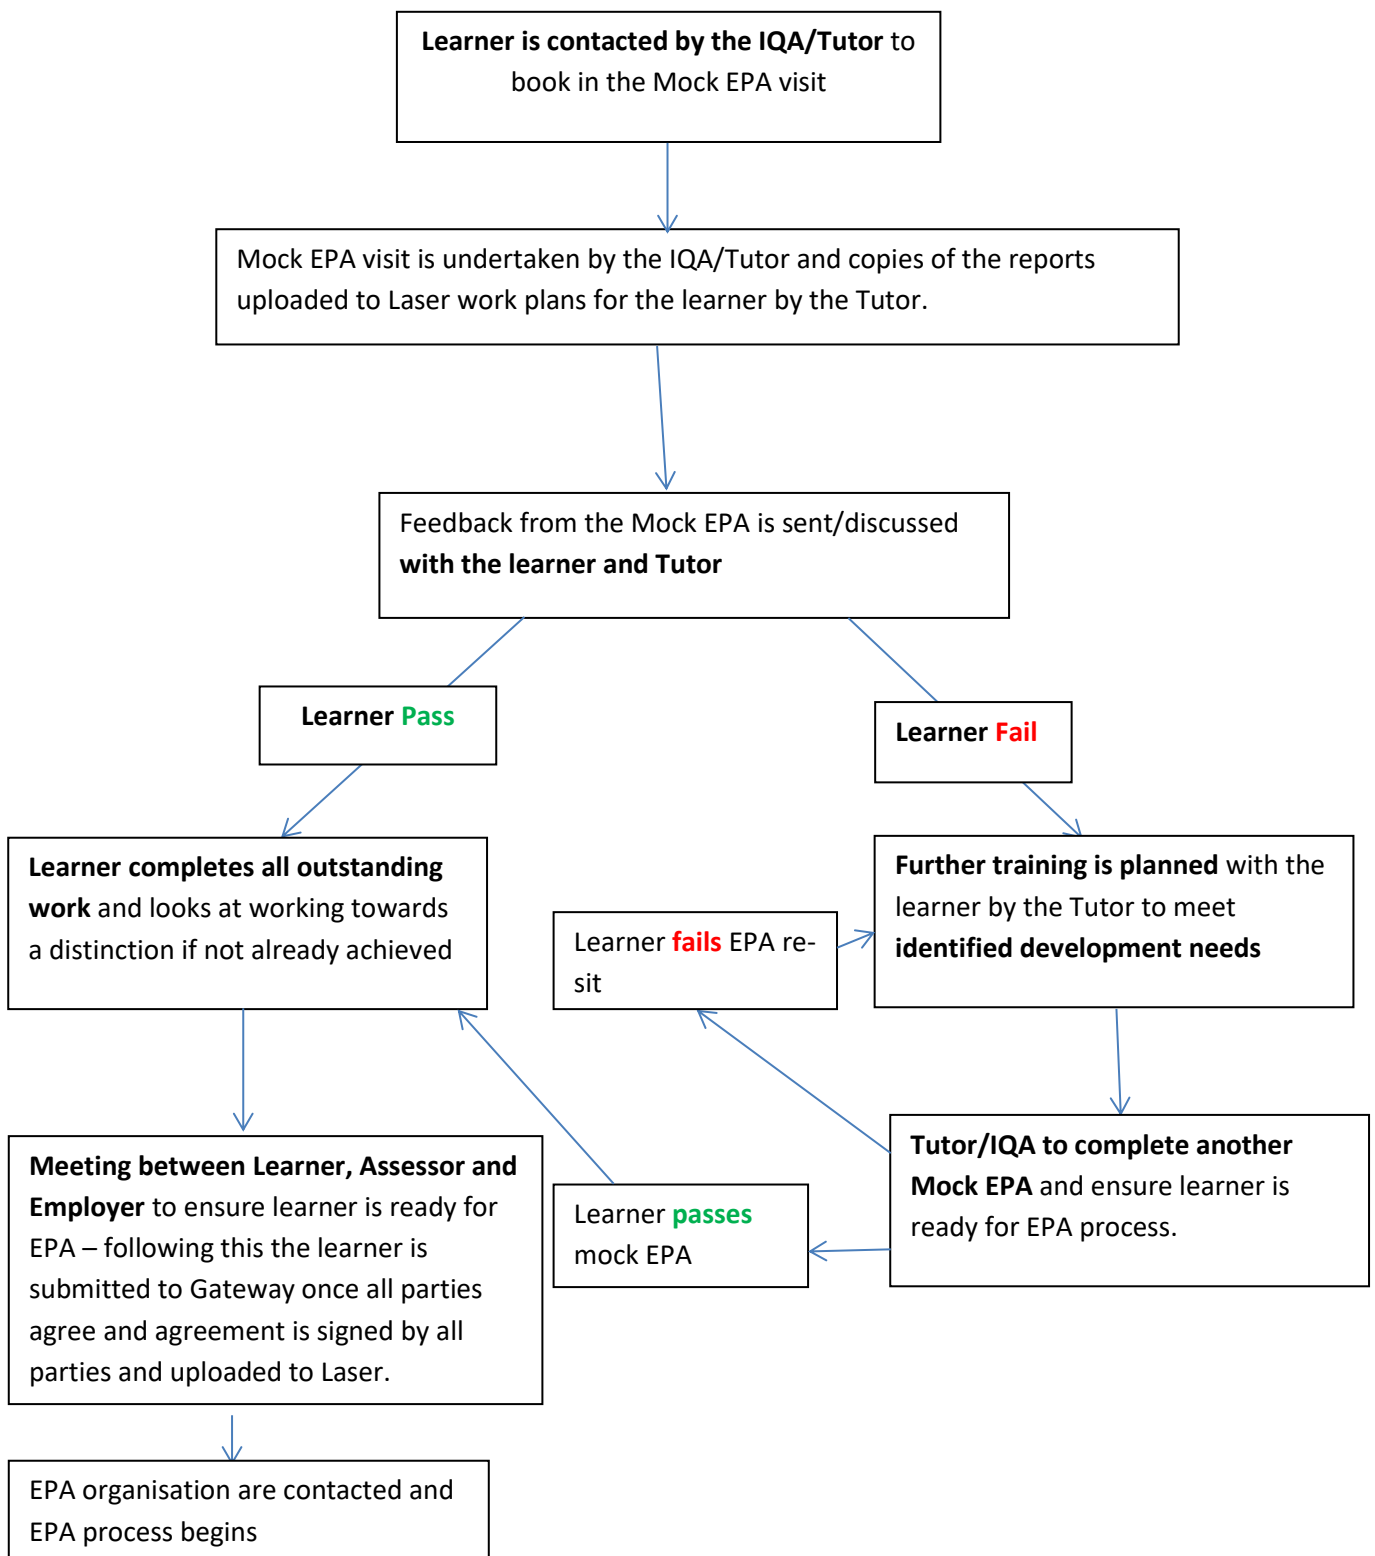 Learner is contacted by the IQA/Tutor to
book in the Mock EPA visit
Mock EPA visit is undertaken by the IQA/Tutor and copies of the reports
uploaded to Laser work plans for the learner by the Tutor.
Feedback from the Mock EPA is sent/discussed
with the learner and Tutor
Learner Pass
Learner Fail
Learner completes all outstanding
work and looks at working towards
a distinction if not already achieved
Learner fails EPA re-
sit
Further training is planned with the
learner by the Tutor to meet
identified development needs
Meeting between Learner, Assessor and
Employer to ensure learner is ready for
EPA – following this the learner is
submitted to Gateway once all parties
agree and agreement is signed by all
parties and uploaded to Laser.
Learner passes
mock EPA
Tutor/IQA to complete another
Mock EPA and ensure learner is
ready for EPA process.
EPA organisation are contacted and
EPA process begins